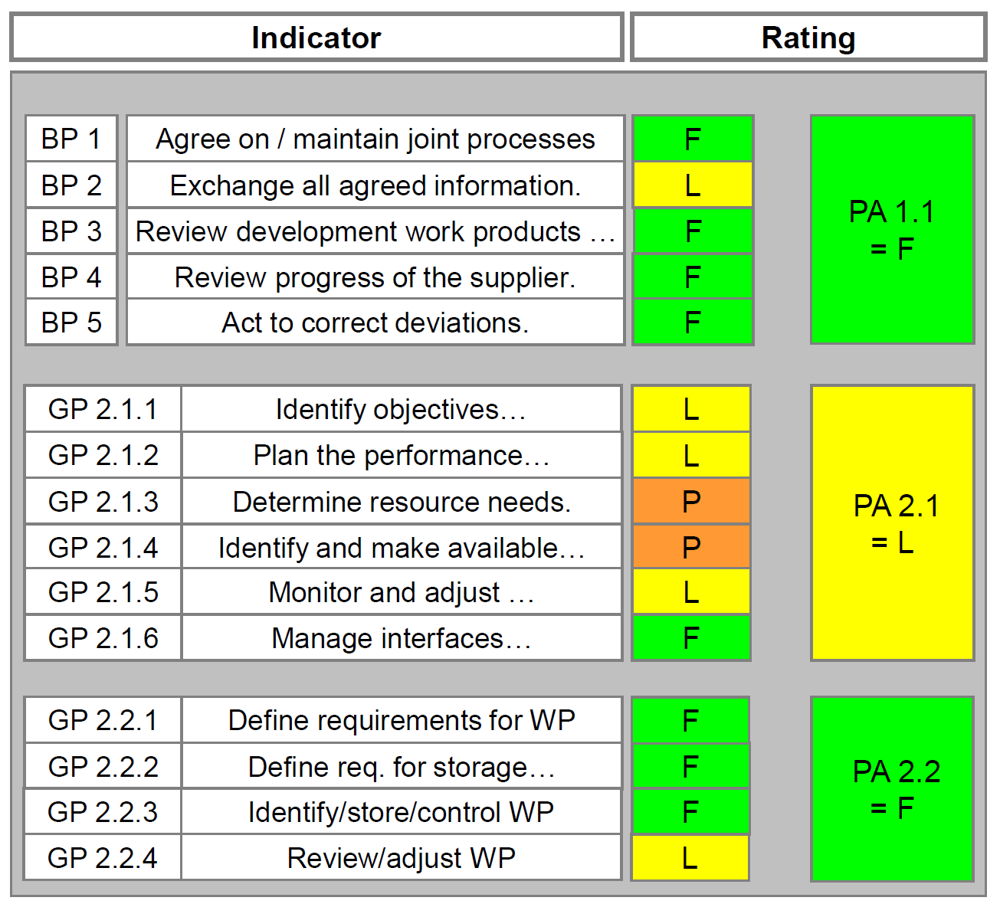 Indicator Rating
BP 1 Agree on / maintain joint processes F
BP 2 Exchange all agreed information. L
BP 3 Review development work products … F
BP 4 Review progress of the supplier. F
BP 5 Act to correct deviations. F
PA 1.1
= F
GP 2.1.1 Identify objectives… L
GP 2.1.2 Plan the performance… L
GP 2.1.3 Determine resource needs. P
GP 2.1.4 Identify and make available… P
GP 2.1.5 Monitor and adjust … L
GP 2.1.6 Manage interfaces… F
PA 2.1
= L
GP 2.2.1 Define requirements for WP F
GP 2.2.2 Define req. for storage… F
GP 2.2.3 Identify/store/control WP F
GP 2.2.4 Review/adjust WP L
PA 2.2
= F